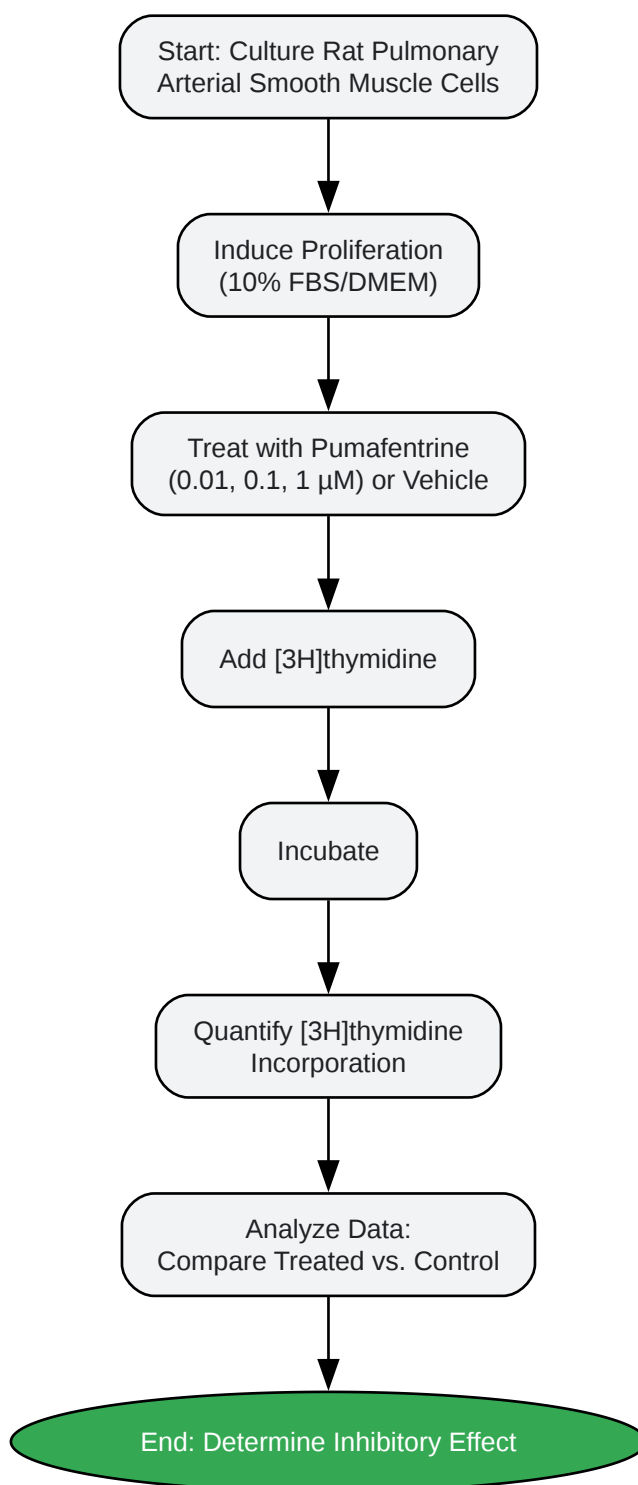 Start: Culture Rat Pulmonary
Arterial Smooth Muscle Cells
Induce Proliferation
(10% FBS/DMEM)
Treat with Pumafentrine
(0.01, 0.1, 1 µM) or Vehicle
Add [3H]thymidine
Incubate
Quantify [3H]thymidine
Incorporation
Analyze Data:
Compare Treated vs. Control
End: Determine Inhibitory Effect